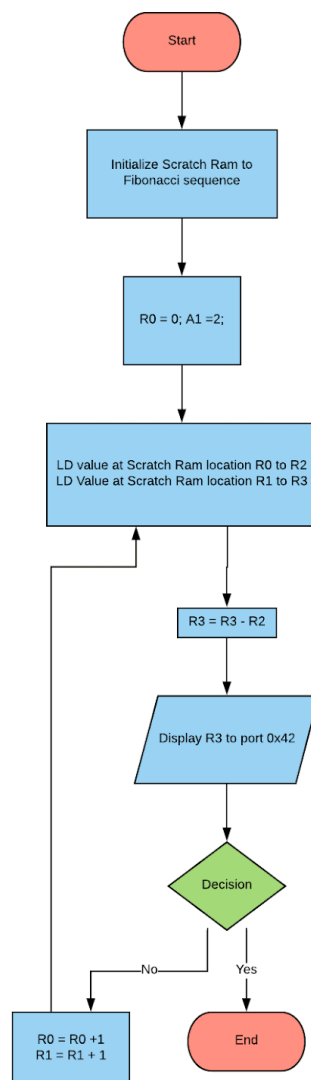 Start
Initialize Scratch Ram to
Fibonacci sequence
R0 = 0; A1 =2;
LD value at Scratch Ram location R0 to R2
LD Value at Scratch Ram location R1 to R3
R3 = R3 - R2
Display R3 to port 0x42
Decision
No
Yes
R0 = R0 +1
R1 = R1 + 1
End